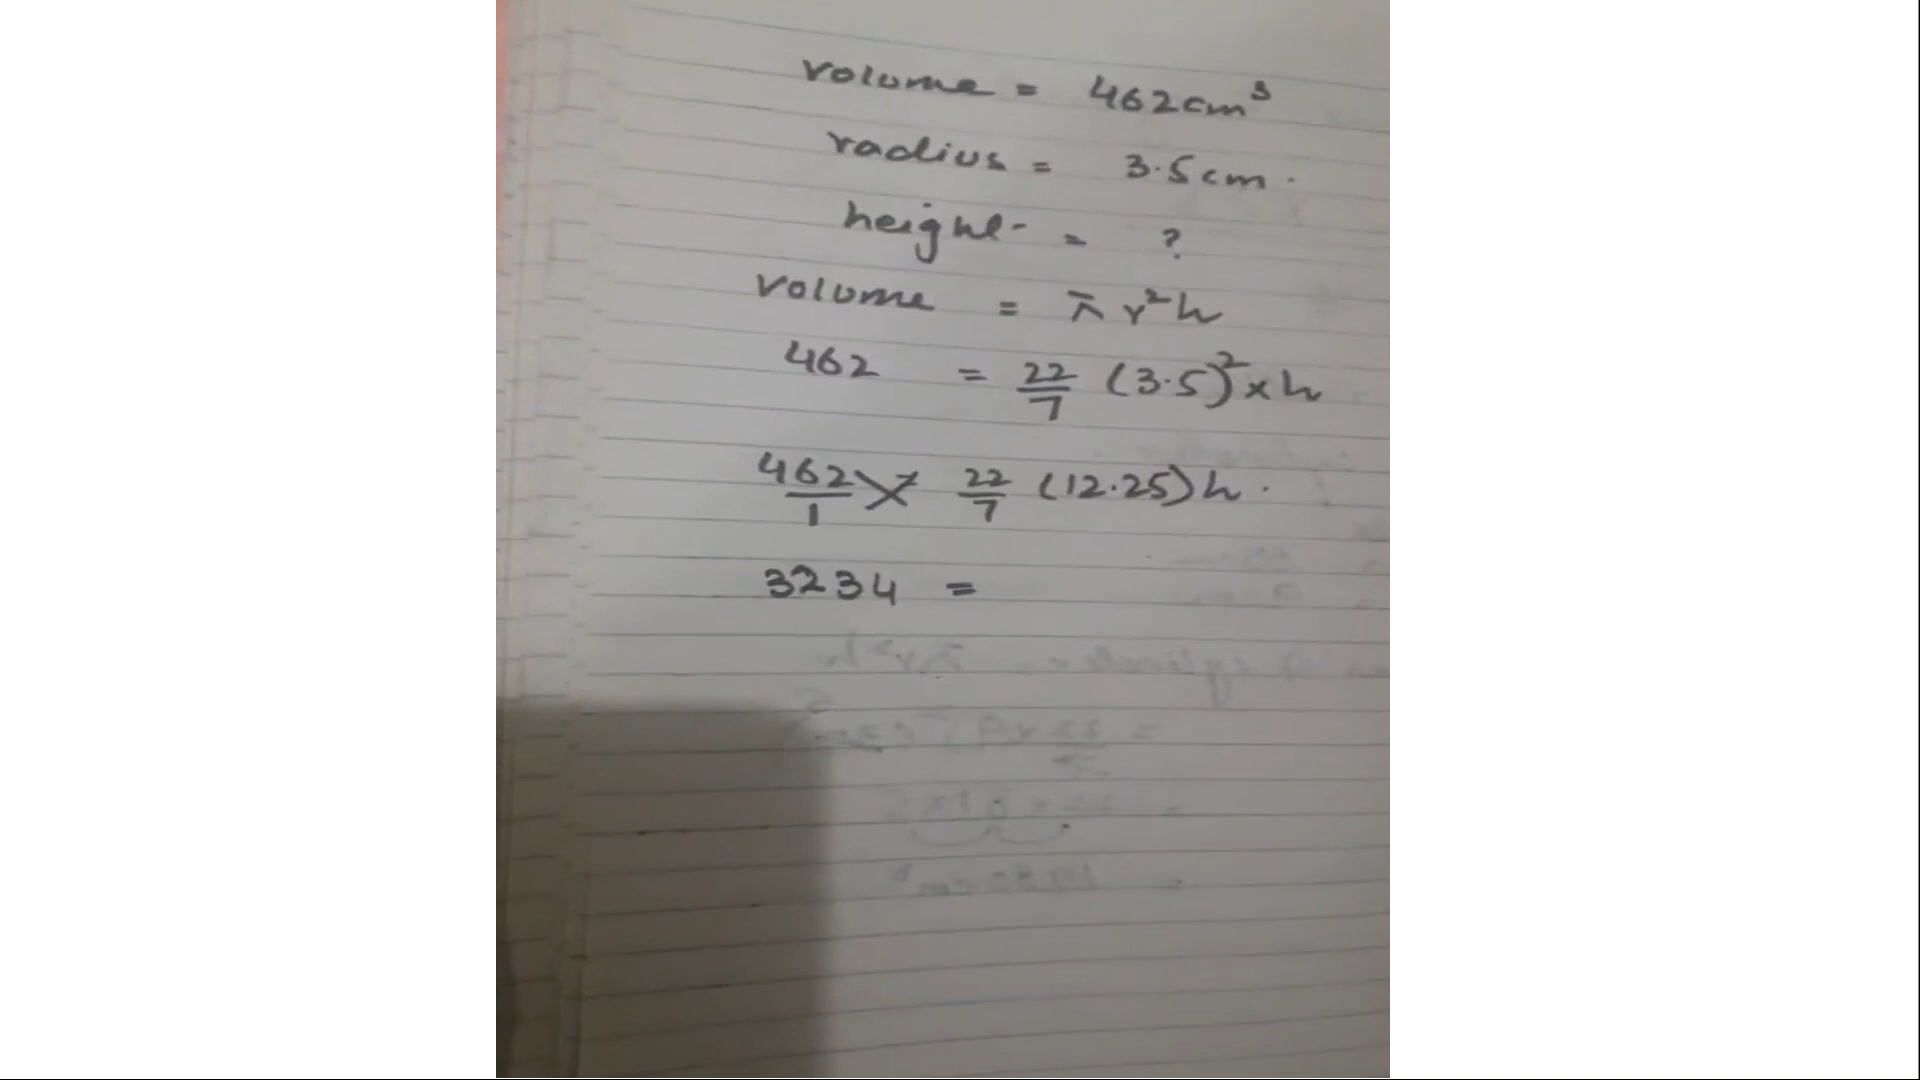 volume = 462cm³
radius = 3.5cm.
height = ?
volume = πr²h
462 = 22/7 (3.5)² x h
462/1 = 22/7 (12.25)h.
3234 =